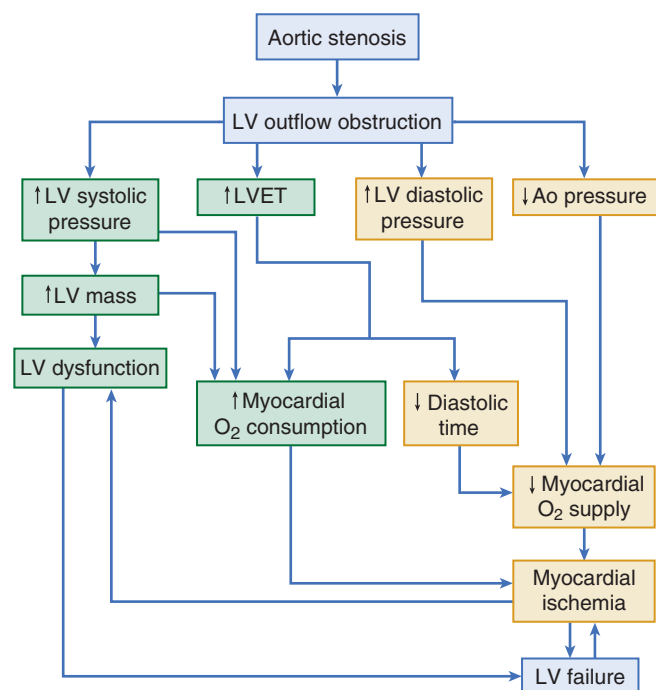 Aortic stenosis
LV outflow obstruction
↑LV systolic
pressure
↑LVET
↑LV diastolic
pressure
↓Ao pressure
↑LV mass
LV dysfunction
↑Myocardial
O₂ consumption
↓Diastolic
time
↓Myocardial
O₂ supply
Myocardial
ischemia
LV failure